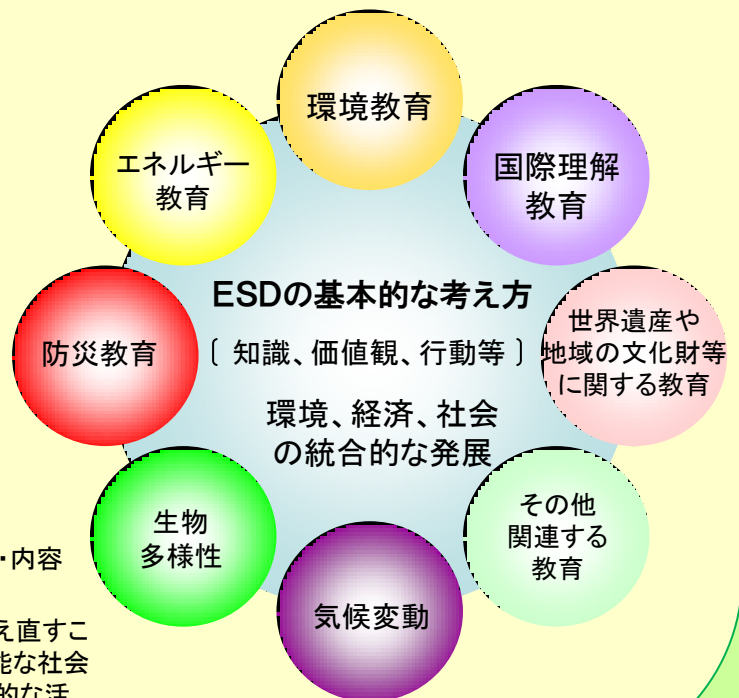 環境教育
エネルギー
教育
国際理解
教育
ESDの基本的な考え方
〔 知識、価値観、行動等 〕
環境、経済、社会
の統合的な発展
防災教育
世界遺産や
地域の文化財等
に関する教育
生物
多様性
その他
関連する
教育
気候変動
・内容
え直すこ
能な社会
的な活